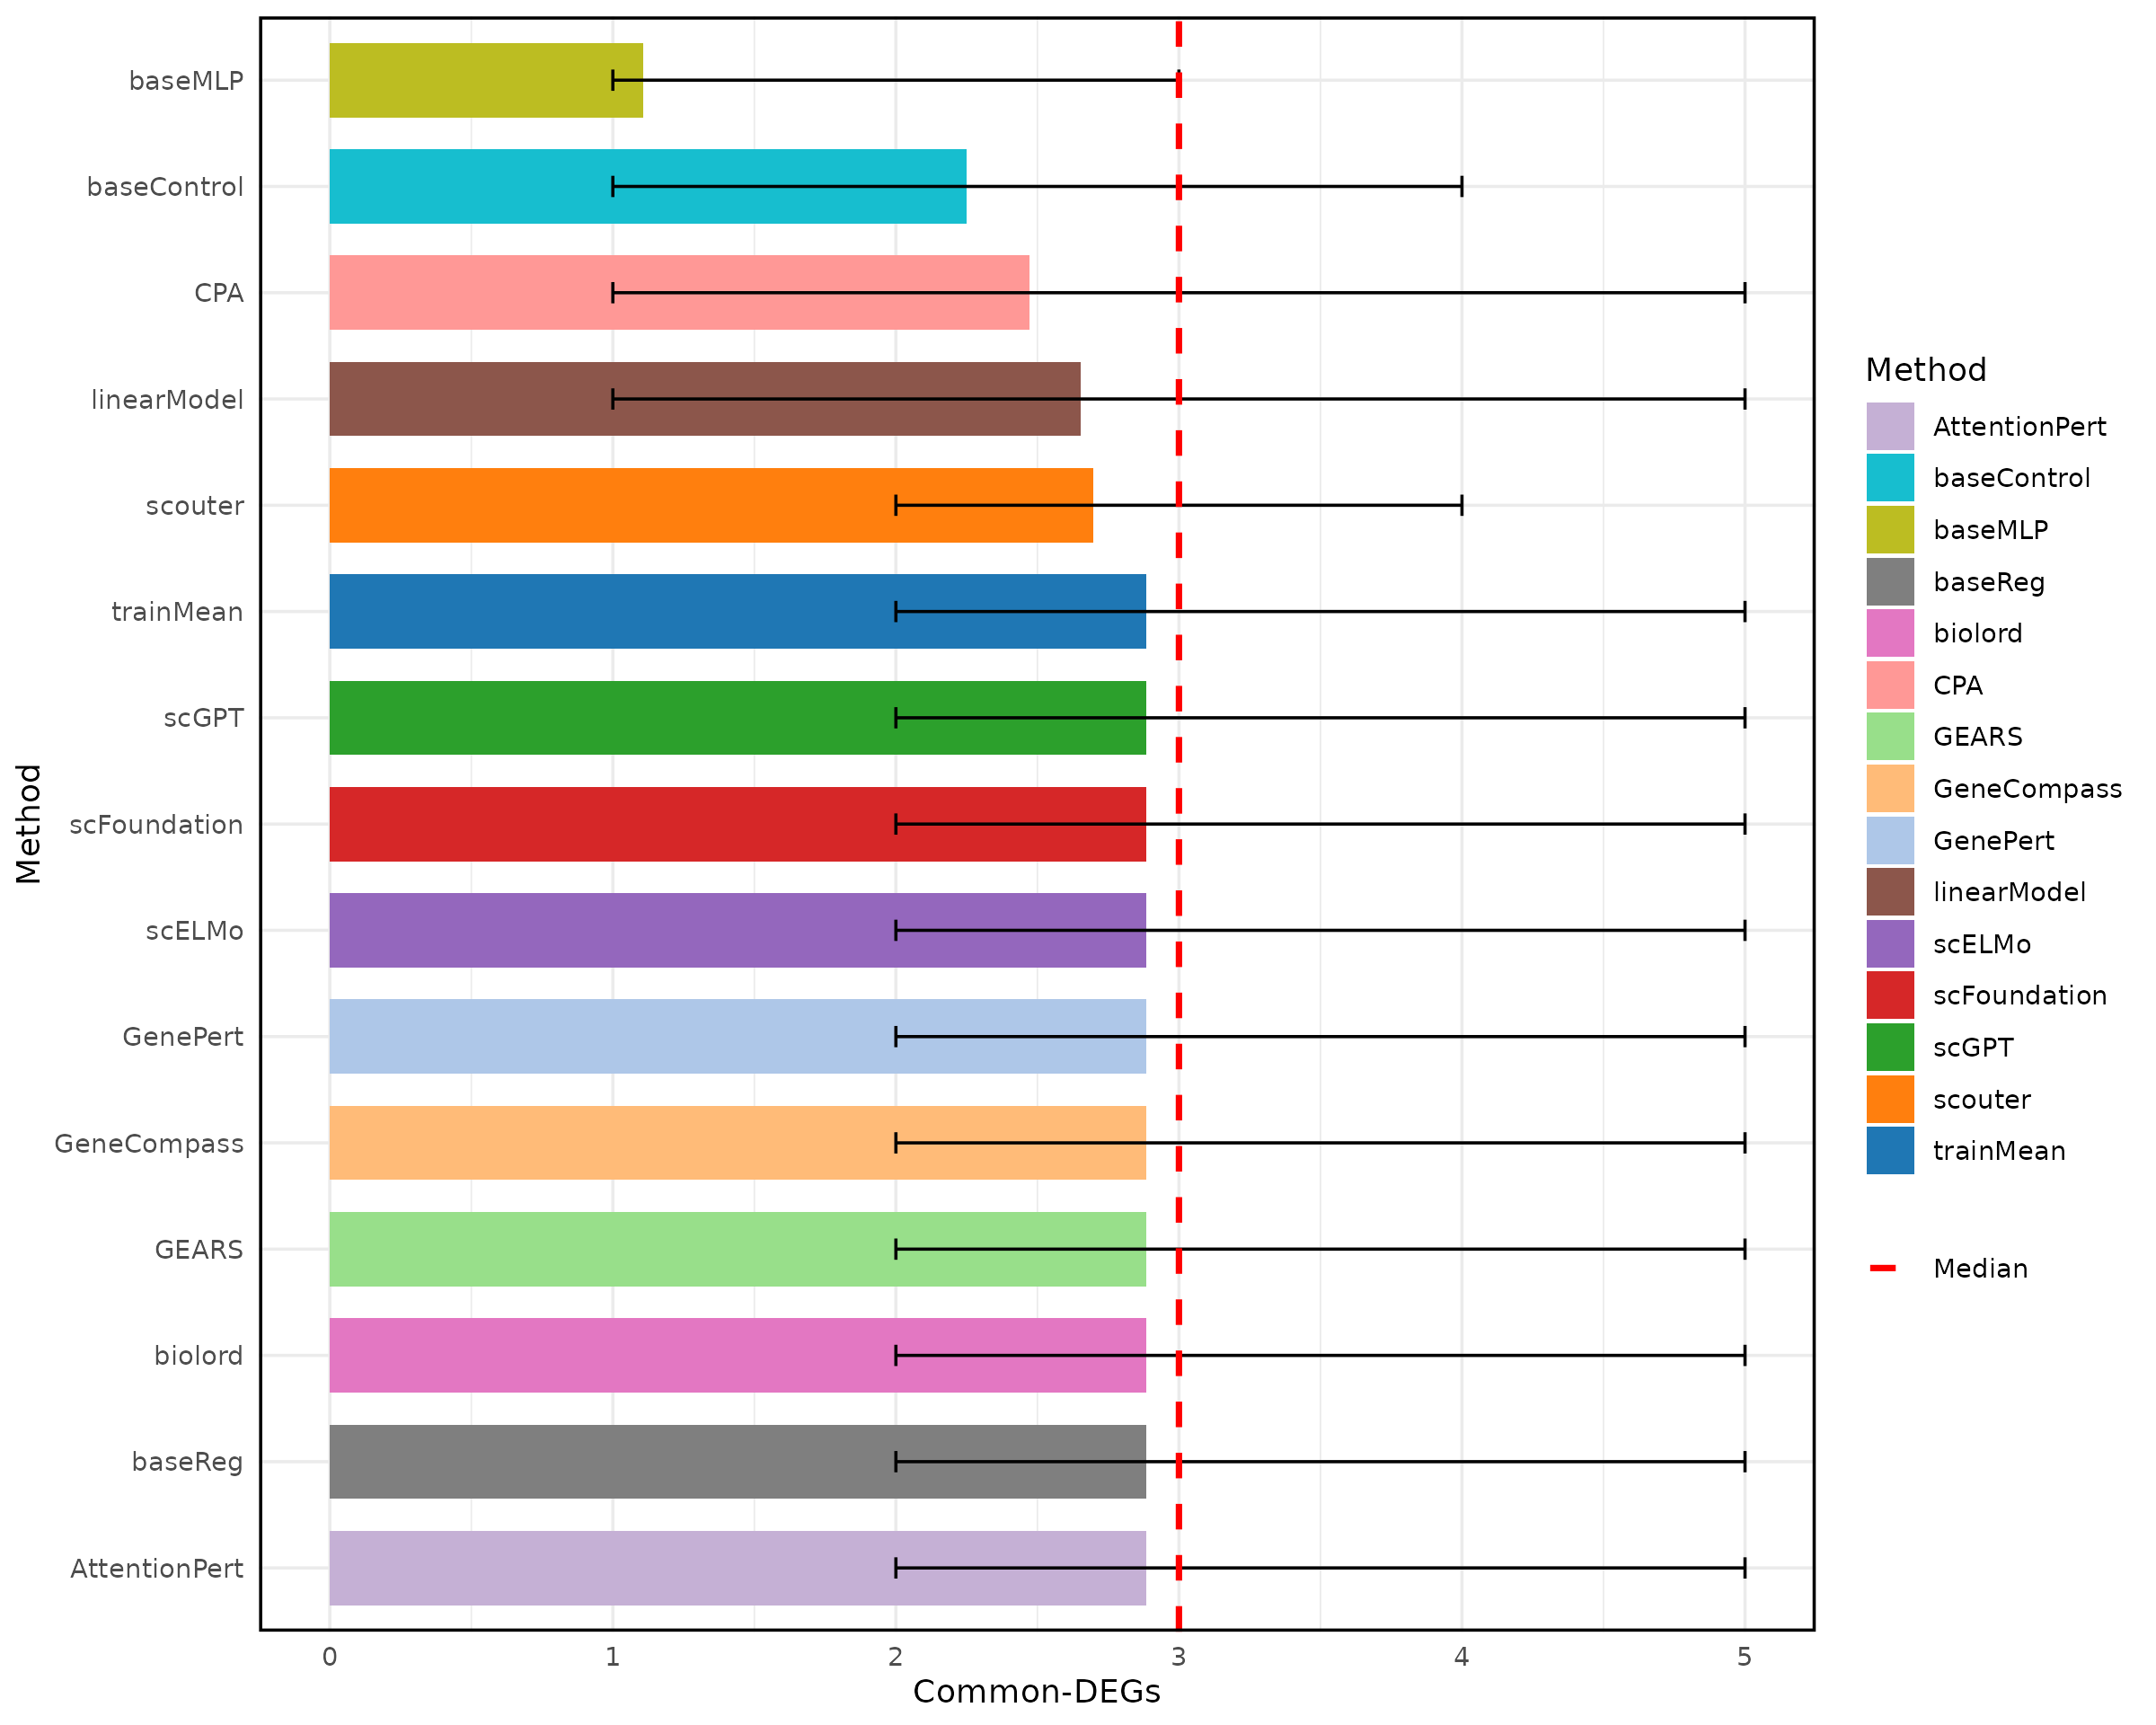 Method
baseMLP
baseControl
CPA
linearModel
scouter
trainMean
scGPT
scFoundation
scELMo
GenePert
GeneCompass
GEARS
biolord
baseReg
AttentionPert
0 1 2 3 4 5
Common-DEGs
Method
AttentionPert
baseControl
baseMLP
baseReg
biolord
CPA
GEARS
GeneCompass
GenePert
linearModel
scELMo
scFoundation
scGPT
scouter
trainMean
Median